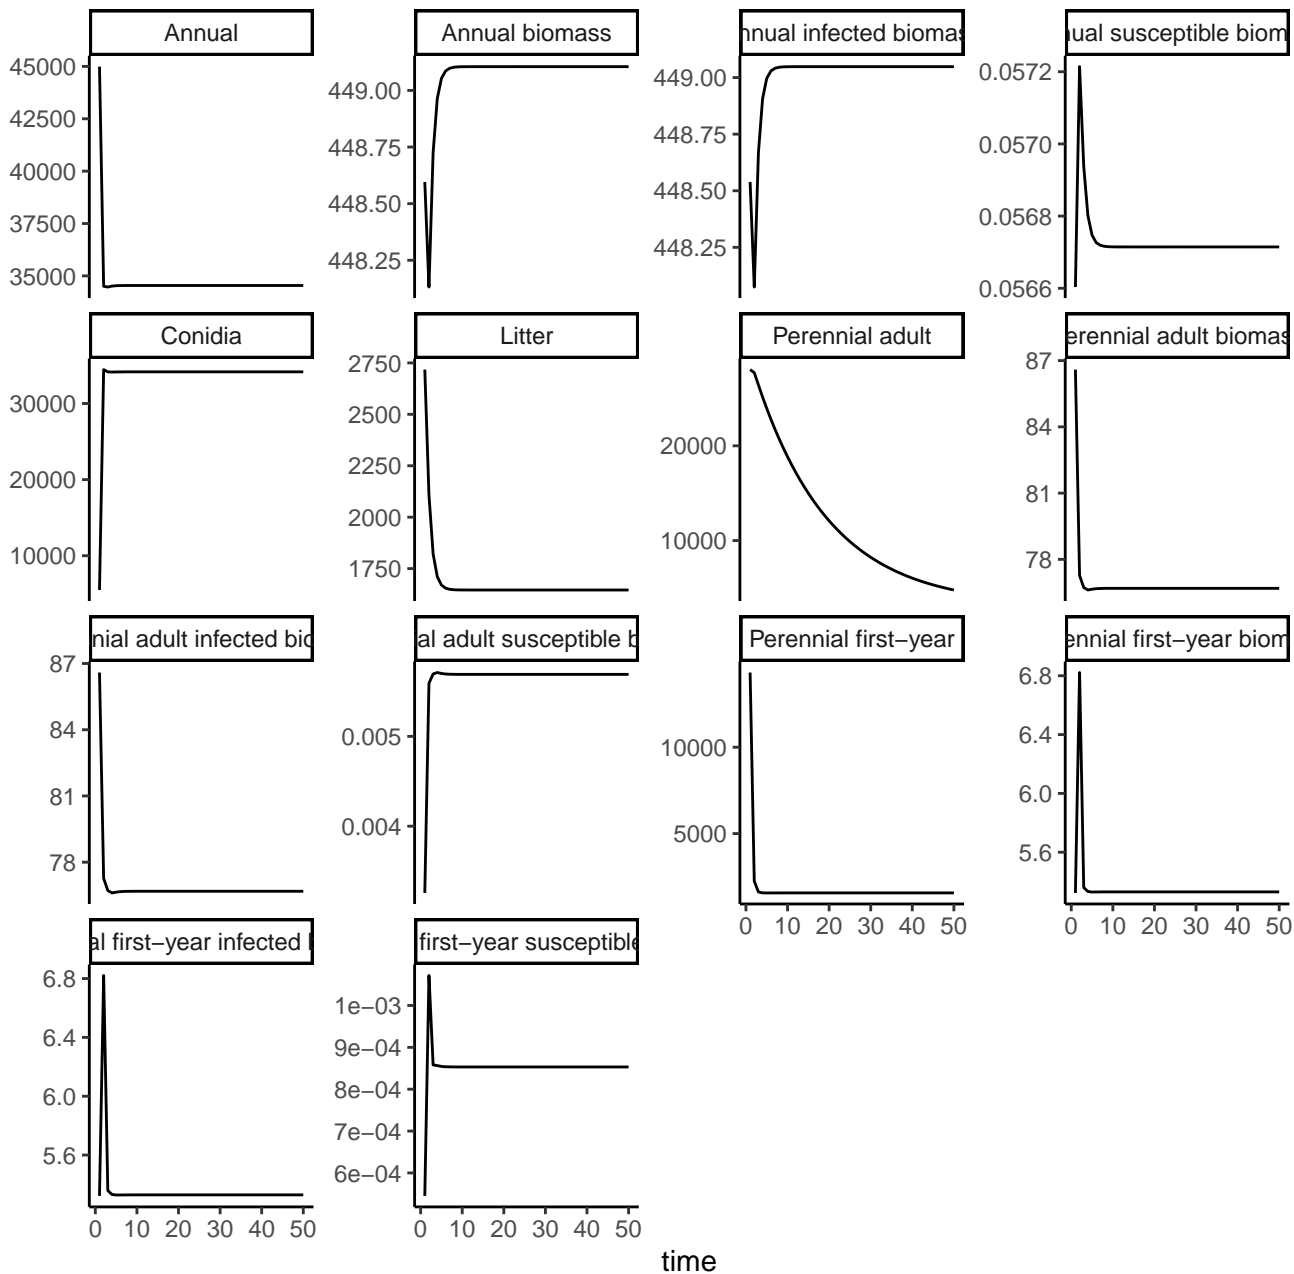 Annual
Annual biomass
nnual infected biomas
ual susceptible biom
45000
42500
40000
37500
35000
449.00
448.75
448.50
448.25
449.00
448.75
448.50
448.25
0.0572
0.0570
0.0568
0.0566
Conidia
Litter
Perennial adult
erennial adult biomas
30000
20000
10000
2750
2500
2250
2000
1750
20000
10000
87
84
81
78
nial adult infected bio
al adult susceptible b
Perennial first−year
ennial first−year biom
87
84
81
78
0.005
0.004
10000
5000
6.8
6.4
6.0
5.6
0 10 20 30 40 50
0 10 20 30 40 50
al first−year infected
first−year susceptible
6.8
6.4
6.0
5.6
1e−03
9e−04
8e−04
7e−04
6e−04
0 10 20 30 40 50
0 10 20 30 40 50
time